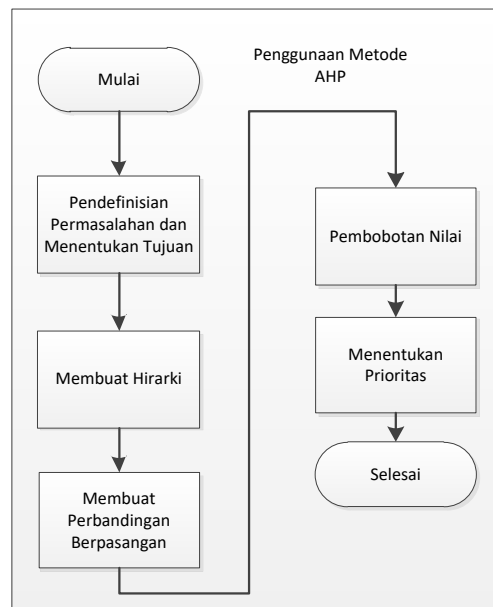 Mulai
Pendefinisian
Permasalahan dan
Menentukan Tujuan
Membuat Hirarki
Membuat
Perbandingan
Berpasangan
Penggunaan Metode
AHP
Pembobotan Nilai
Menentukan
Prioritas
Selesai